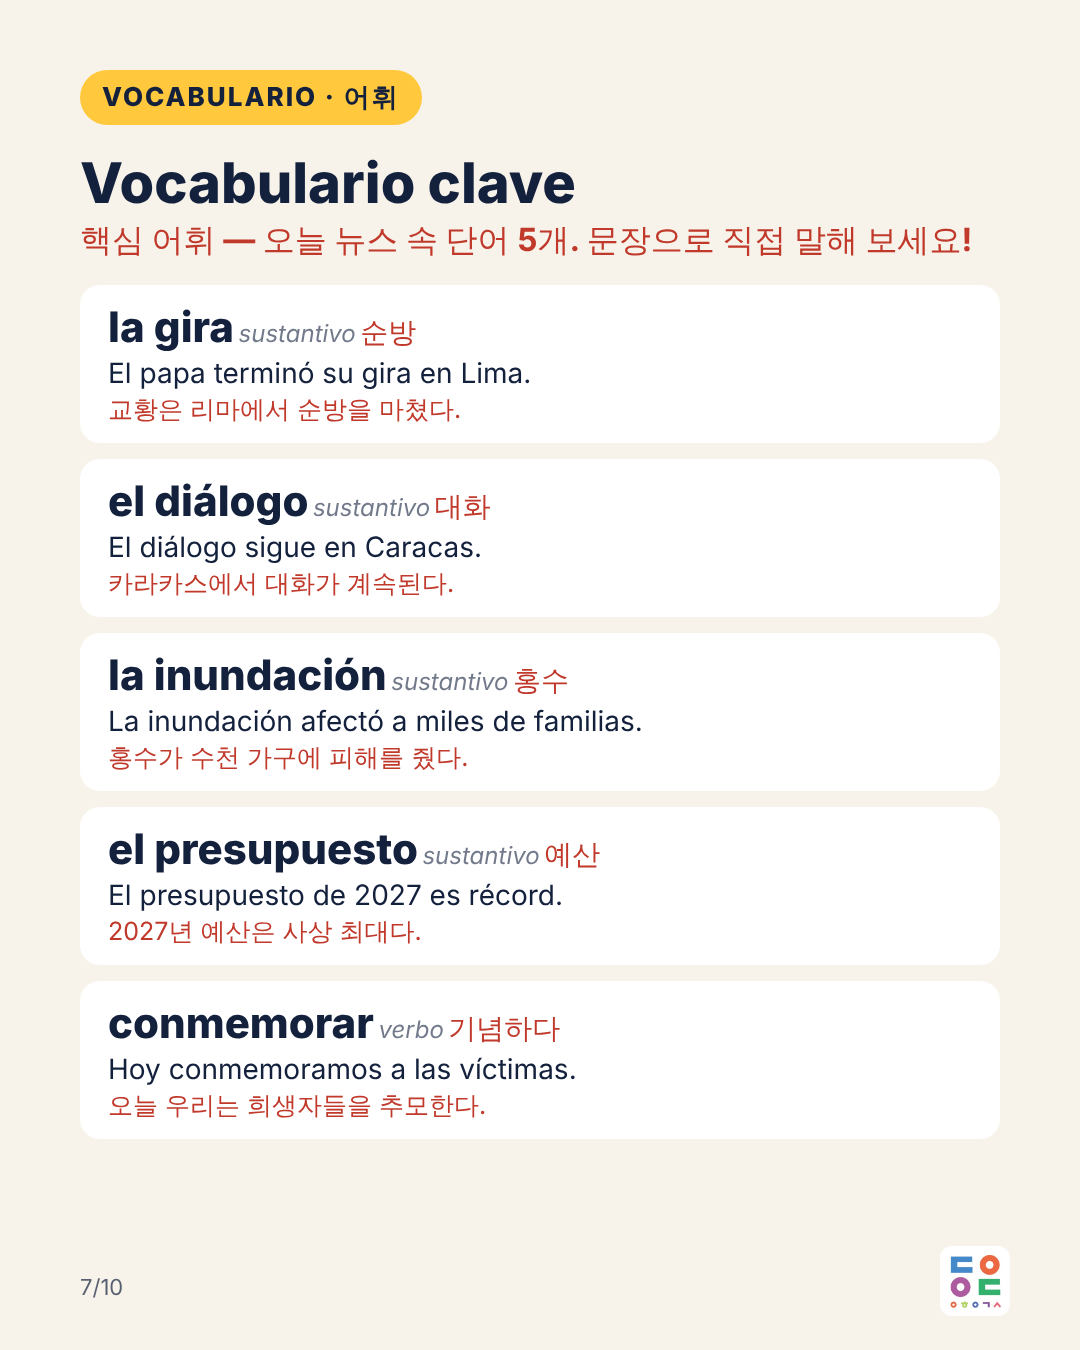 VOCABULARIO · 어휘
Vocabulario clave
핵심 어휘 — 오늘 뉴스 속 단어 5개. 문장으로 직접 말해 보세요!
la gira sustantivo 순방
El papa terminó su gira en Lima.
교황은 리마에서 순방을 마쳤다.
el diálogo sustantivo 대화
El diálogo sigue en Caracas.
카라카스에서 대화가 계속된다.
la inundación sustantivo 홍수
La inundación afectó a miles de familias.
홍수가 수천 가구에 피해를 줬다.
el presupuesto sustantivo 예산
El presupuesto de 2027 es récord.
2027년 예산은 사상 최대다.
conmemorar verbo 기념하다
Hoy conmemoramos a las víctimas.
오늘 우리는 희생자들을 추모한다.
7/10